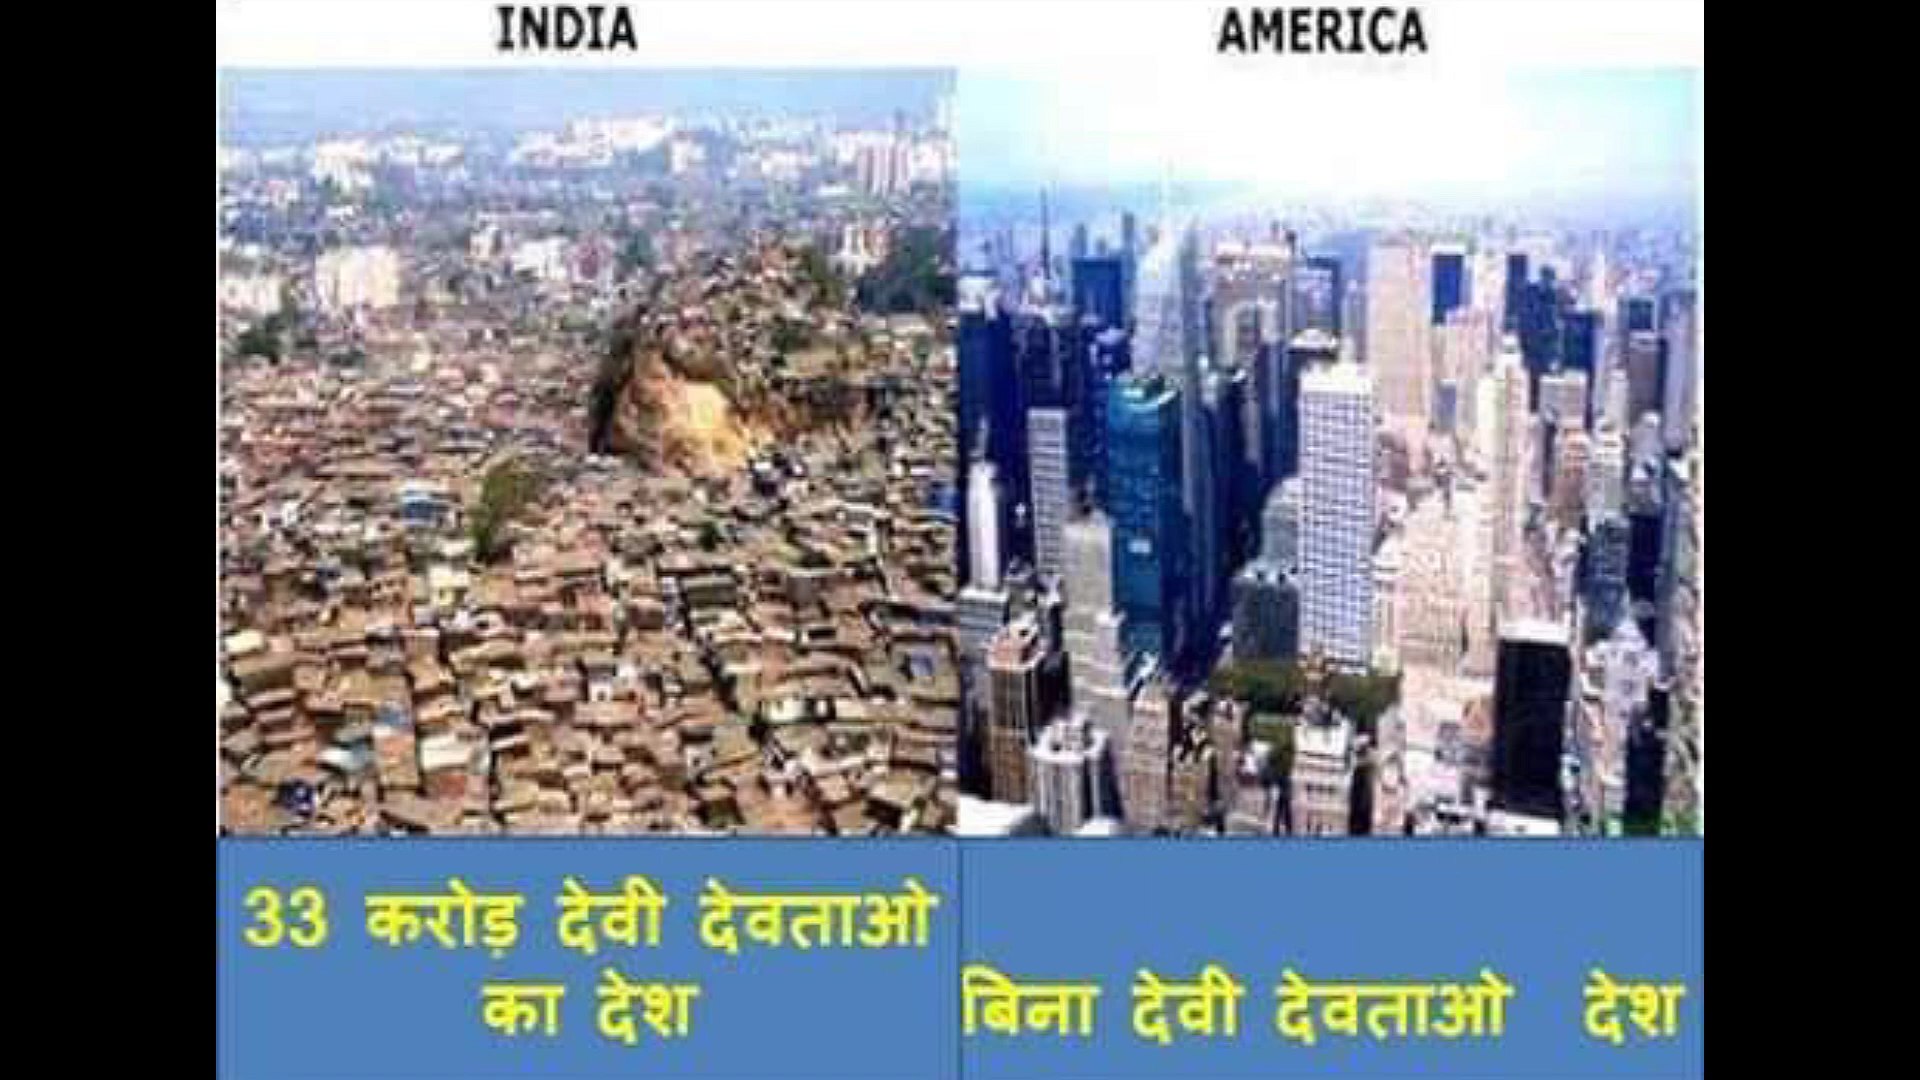 INDIA
AMERICA
33 करोड़ देवी देवताओ
का देश
बिना देवी देवताओ देश